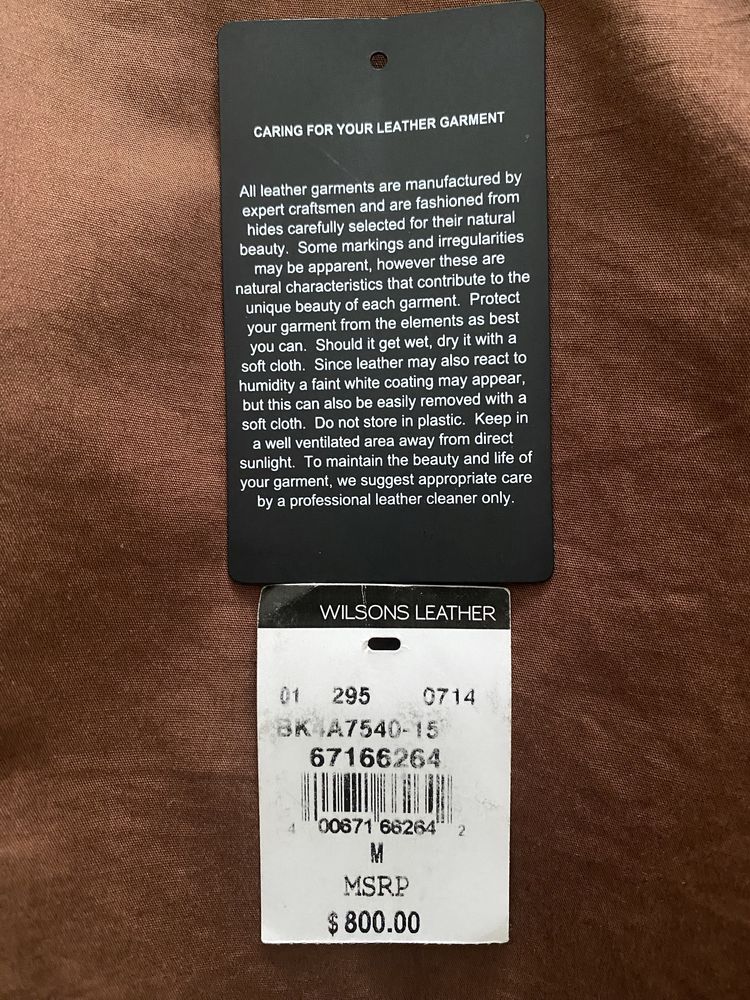 CARING FOR YOUR LEATHER GARMENT
All leather garments are manufactured by
expert craftsmen and are fashioned from
hides carefully selected for their natural
beauty. Some markings and irregularities
may be apparent, however these are
natural characteristics that contribute to the
unique beauty of each garment. Protect
your garment from the elements as best
you can. Should it get wet, dry it with a
soft cloth. Since leather may also react to
humidity a faint white coating may appear,
but this can also be easily removed with a
soft cloth. Do not store in plastic. Keep in
a well ventilated area away from direct
sunlight. To maintain the beauty and life of
your garment, we suggest appropriate care
by a professional leather cleaner only.
WILSONS LEATHER
01 295 0714
67166264
4 00671 66264 2
M
MSRP
$800.00